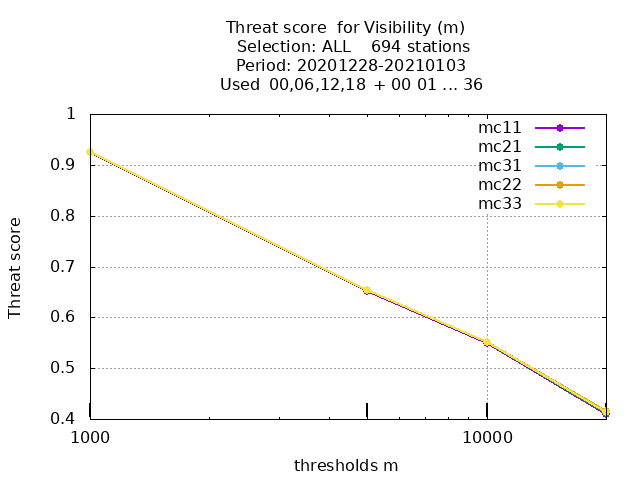 Threat score for Visibility (m)
Selection: ALL 694 stations
Period: 20201228-20210103
Used 00,06,12,18 + 00 01 ... 36
1
0.9
0.8
0.7
0.6
0.5
0.4
Threat score
mc11
mc21
mc31
mc22
mc33
1000
10000
thresholds m